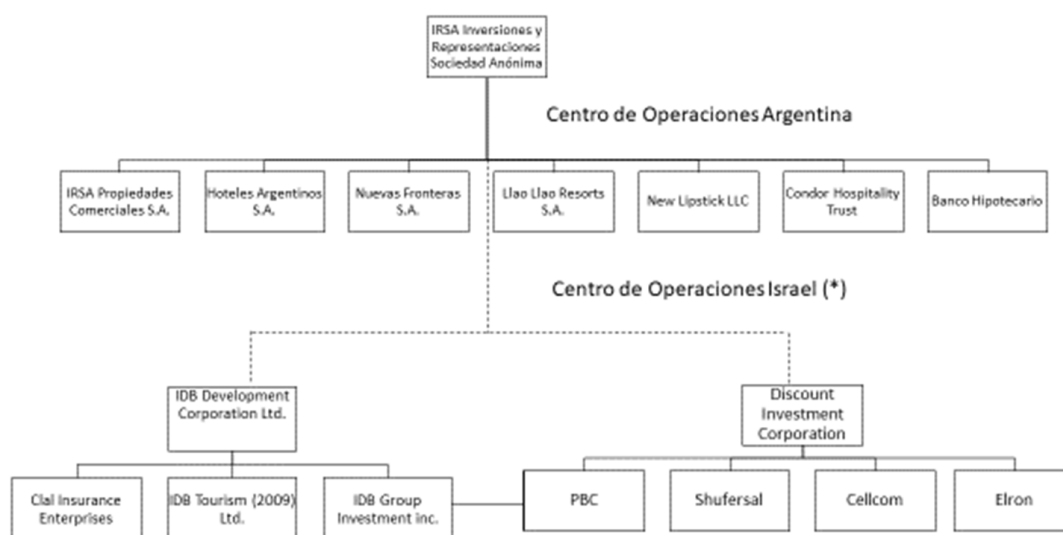 IRSA Inversiones y
Representaciones
Sociedad Anónima
Centro de Operaciones Argentina
IRSA Propiedades
Comerciales S.A.
Hoteles Argentinos
S.A.
Nuevas Fronteras
S.A.
Llao Llao Resorts
S.A.
New Lipstick LLC
Condor Hospitality
Trust
Banco Hipotecario
Centro de Operaciones Israel (*)
IDB Development
Corporation Ltd.
Discount
Investment
Corporation
Clal Insurance
Enterprises
IDB Tourism (2009)
Ltd.
IDB Group
Investment inc.
PBC
Shufersal
Cellcom
Elron